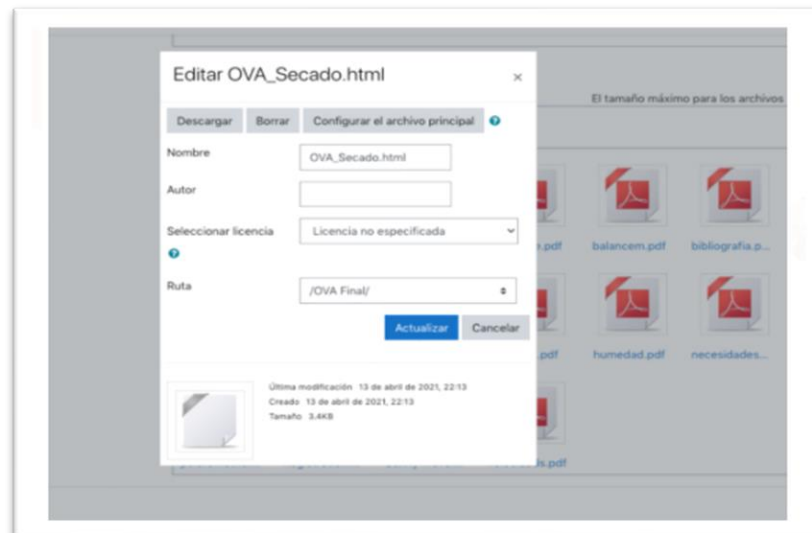 Editar OVA_Secado.html ×
El tamaño máximo para los archivos
Descargar Borrar Configurar el archivo principal ?
Nombre OVA_Secado.html
Autor
Seleccionar licencia Licencia no especificada
?
Ruta /OVA Final/
Actualizar Cancelar
.pdf balancem.pdf bibliografia.p...
.pdf humedad.pdf necesidades...
Última modificación 13 de abril de 2021, 22:13
Creado 13 de abril de 2021, 22:13
Tamaño 3.4KB
ls.pdf